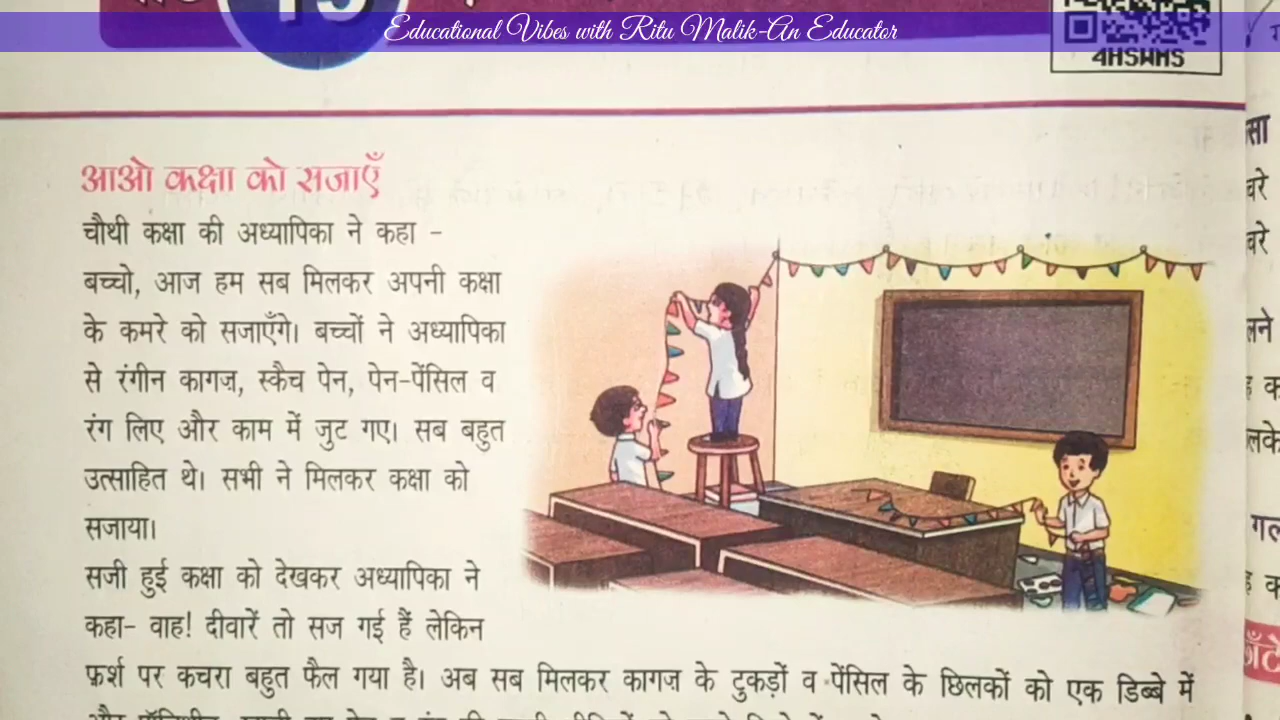 Educational Vibes with Ritu Malik-An Educator
4HSWMS
आओ कक्षा को सजाएँ
चौथी कक्षा की अध्यापिका ने कहा -
बच्चो, आज हम सब मिलकर अपनी कक्षा
के कमरे को सजाएँगे। बच्चों ने अध्यापिका
से रंगीन कागज़, स्कैच पेन, पेन-पेंसिल व
रंग लिए और काम में जुट गए। सब बहुत
उत्साहित थे। सभी ने मिलकर कक्षा को
सजाया।
सजी हुई कक्षा को देखकर अध्यापिका ने
कहा- वाह! दीवारें तो सज गई हैं लेकिन
फ़र्श पर कचरा बहुत फैल गया है। अब सब मिलकर कागज़ के टुकड़ों व पेंसिल के छिलकों को एक डिब्बे में